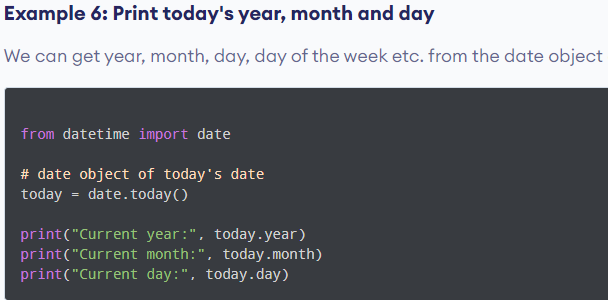 Example 6: Print today's year, month and day
We can get year, month, day, day of the week etc. from the date object
from datetime import date
# date object of today's date
today = date.today()
print("Current year:", today.year)
print("Current month:", today.month)
print("Current day:", today.day)